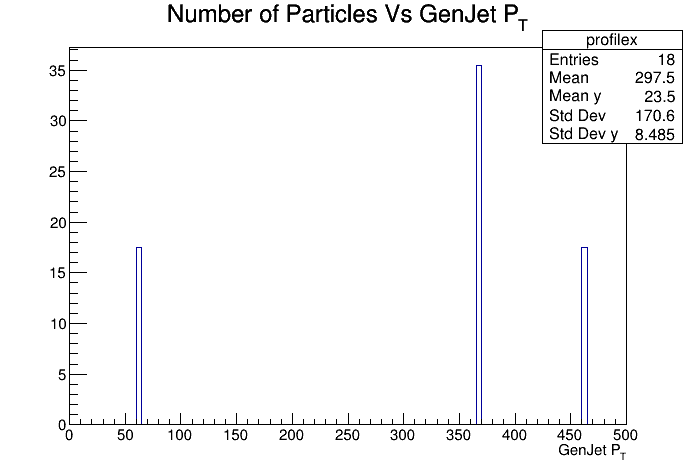 Number of Particles Vs GenJet P_T
profilex
Entries 18
Mean 297.5
Mean y 23.5
Std Dev 170.6
Std Dev y 8.485
35
30
25
20
15
10
5
0
0 50 100 150 200 250 300 350 400 450 500
GenJet P_T